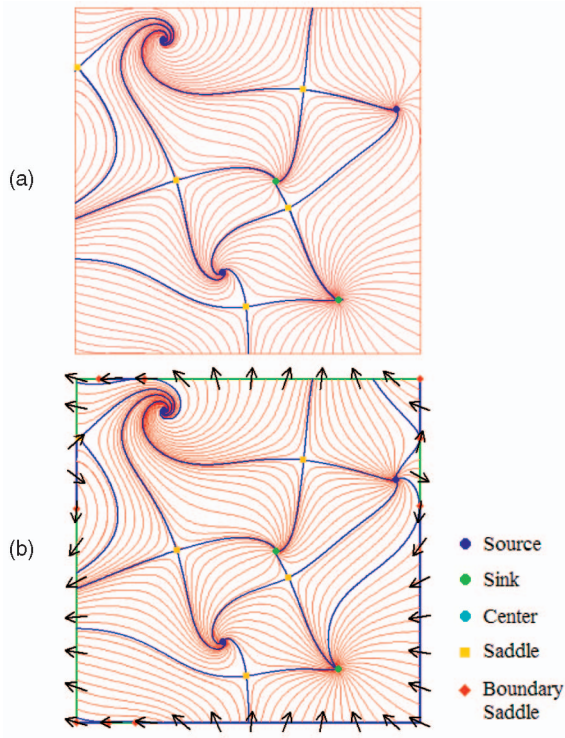 (a)
(b)
Source
Sink
Center
Saddle
Boundary
Saddle